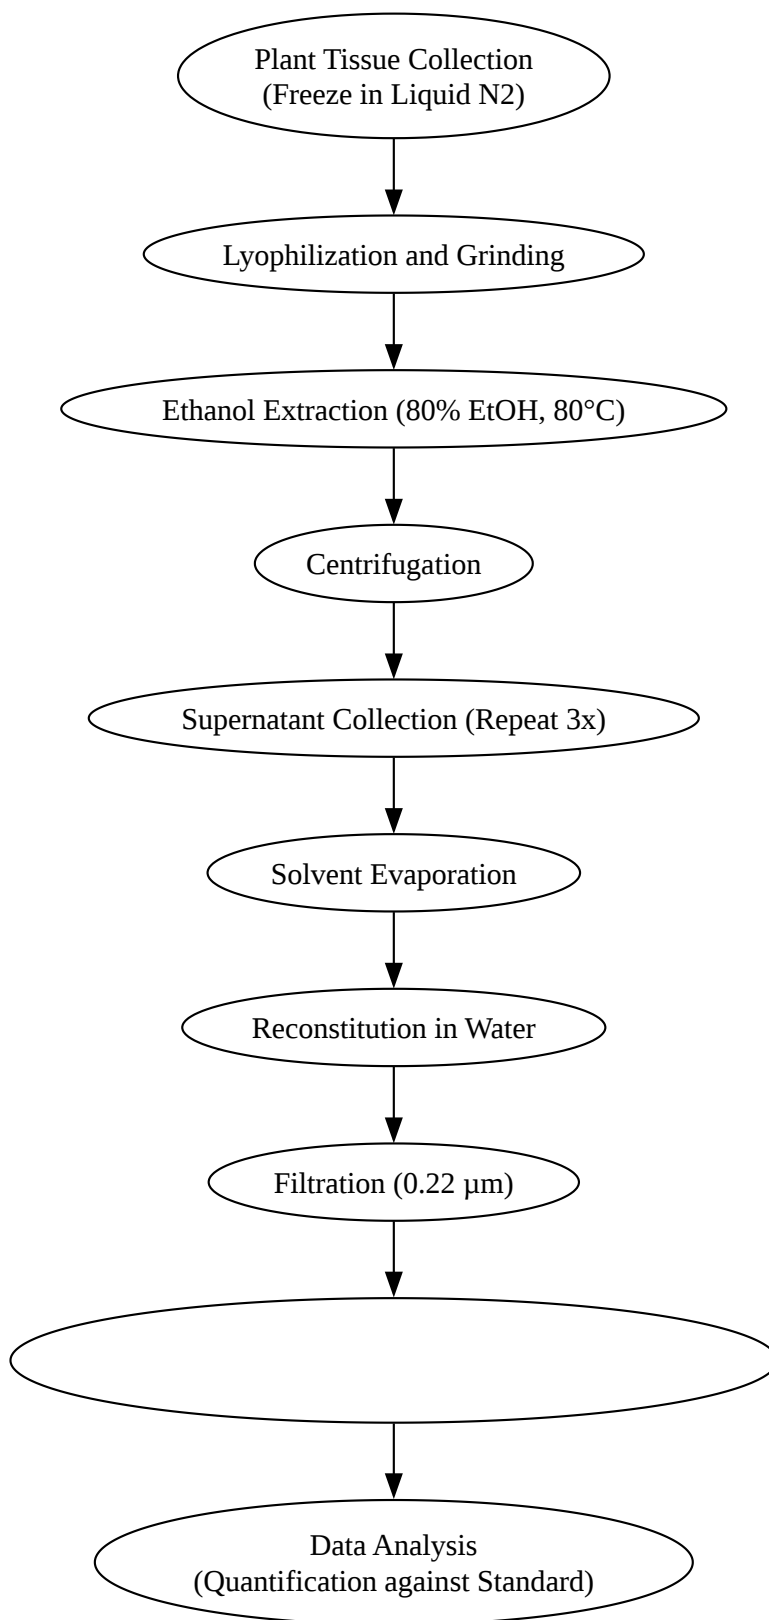 Plant Tissue Collection
(Freeze in Liquid N2)
Lyophilization and Grinding
Ethanol Extraction (80% EtOH, 80°C)
Centrifugation
Supernatant Collection (Repeat 3x)
Solvent Evaporation
Reconstitution in Water
Filtration (0.22 µm)
Data Analysis
(Quantification against Standard)